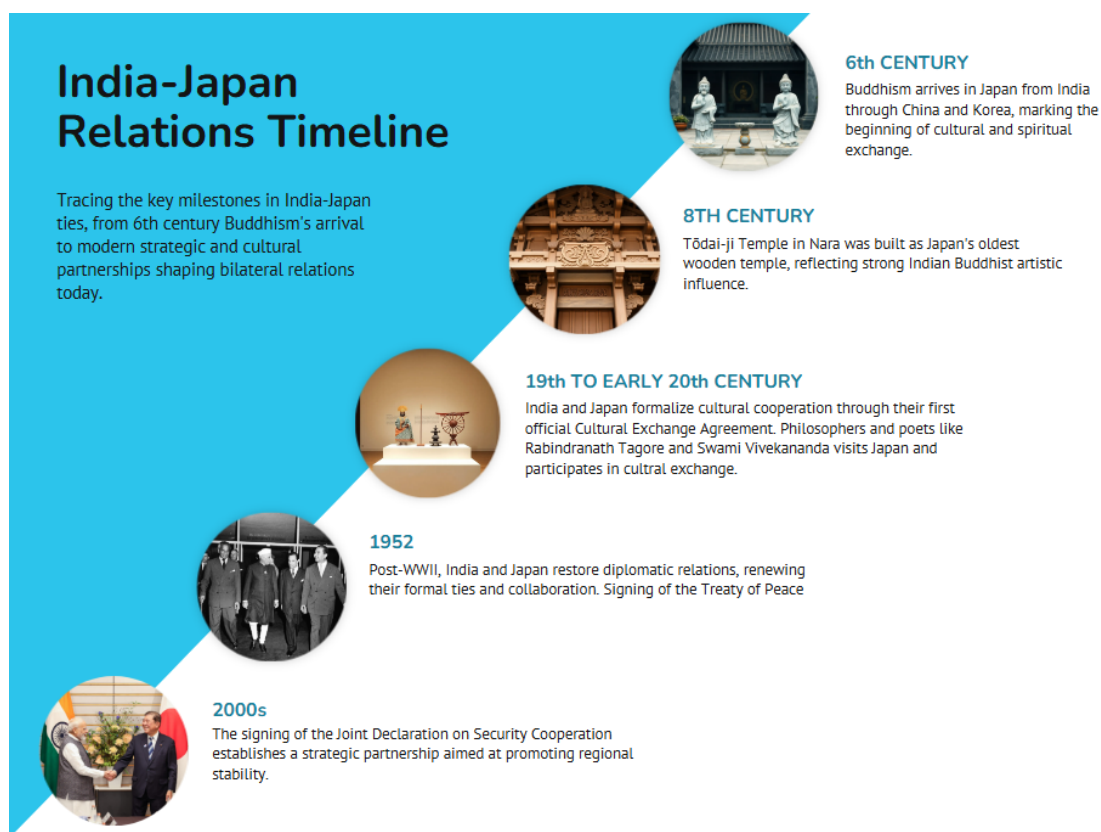 India-Japan
Relations Timeline
Tracing the key milestones in India-Japan
ties, from 6th century Buddhism's arrival
to modern strategic and cultural
partnerships shaping bilateral relations
today.
6th CENTURY
Buddhism arrives in Japan from India
through China and Korea, marking the
beginning of cultural and spiritual
exchange.
8TH CENTURY
Tōdai-ji Temple in Nara was built as Japan's oldest
wooden temple, reflecting strong Indian Buddhist artistic
influence.
19th TO EARLY 20th CENTURY
India and Japan formalize cultural cooperation through their first
official Cultural Exchange Agreement. Philosophers and poets like
Rabindranath Tagore and Swami Vivekananda visits Japan and
participates in cultral exchange.
1952
Post-WWII, India and Japan restore diplomatic relations, renewing
their formal ties and collaboration. Signing of the Treaty of Peace
2000s
The signing of the Joint Declaration on Security Cooperation
establishes a strategic partnership aimed at promoting regional
stability.